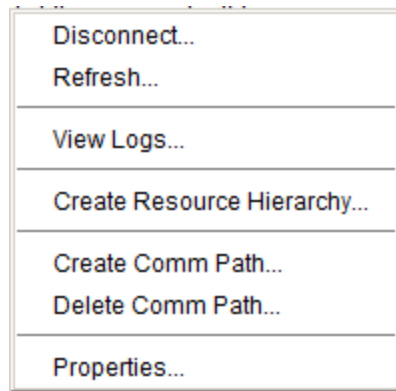 Disconnect...
Refresh...
View Logs...
Create Resource Hierarchy...
Create Comm Path...
Delete Comm Path...
Properties...